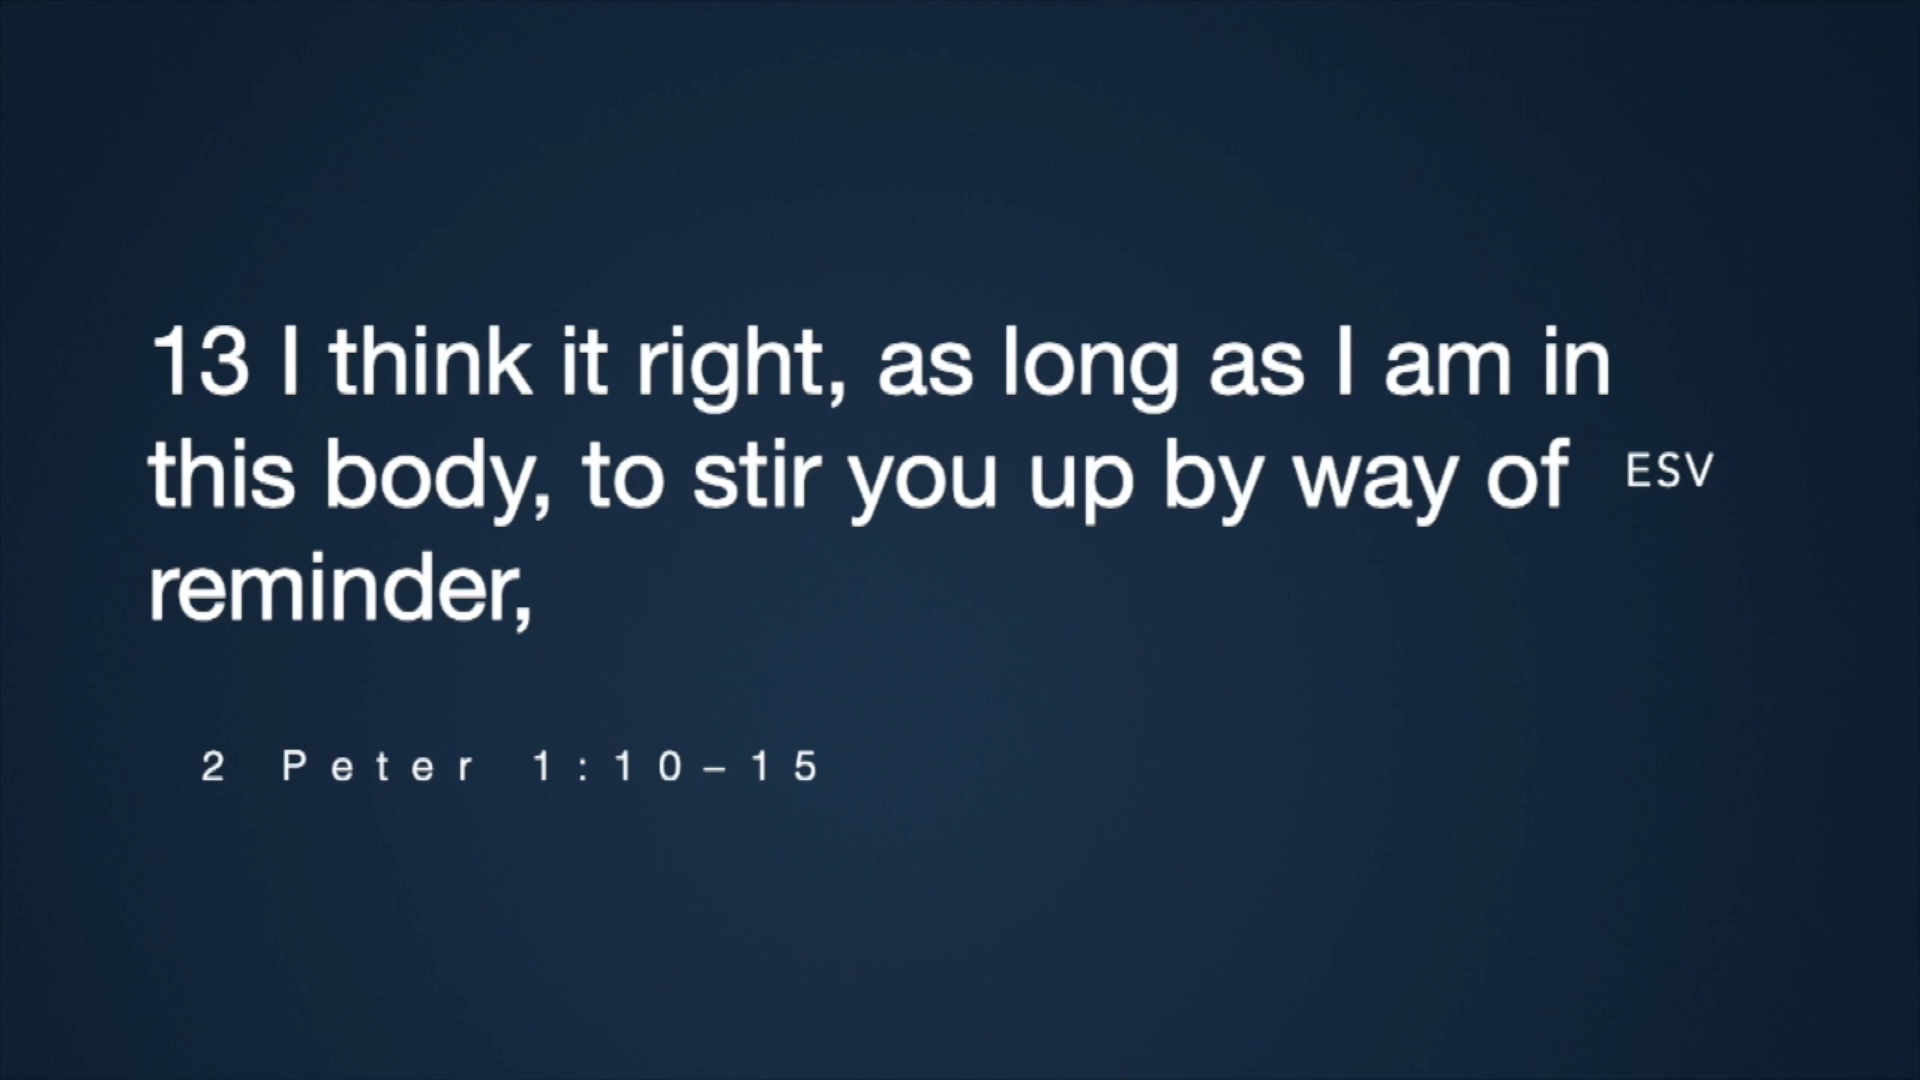 13 I think it right, as long as I am in
this body, to stir you up by way of
reminder,
ESV
2 Peter 1:10–15